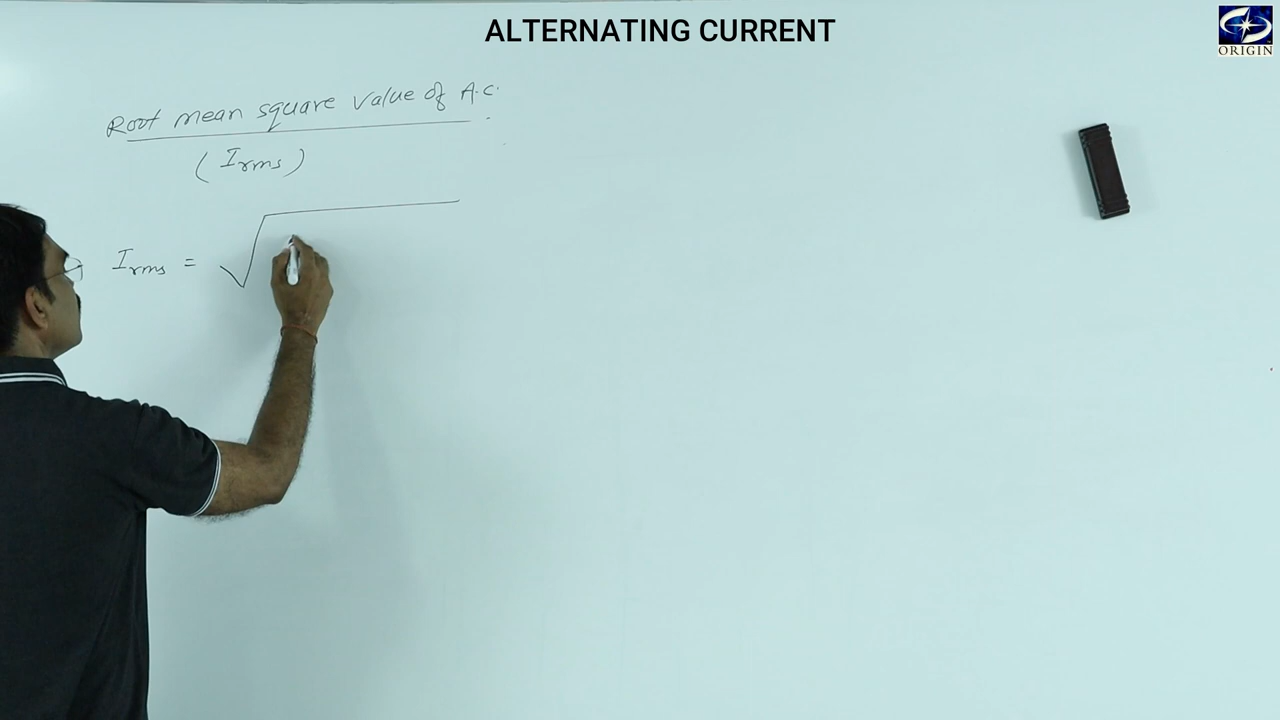 ALTERNATING CURRENT
ORIGIN
Root mean square value of A.C.
(Irms)
Irms = √